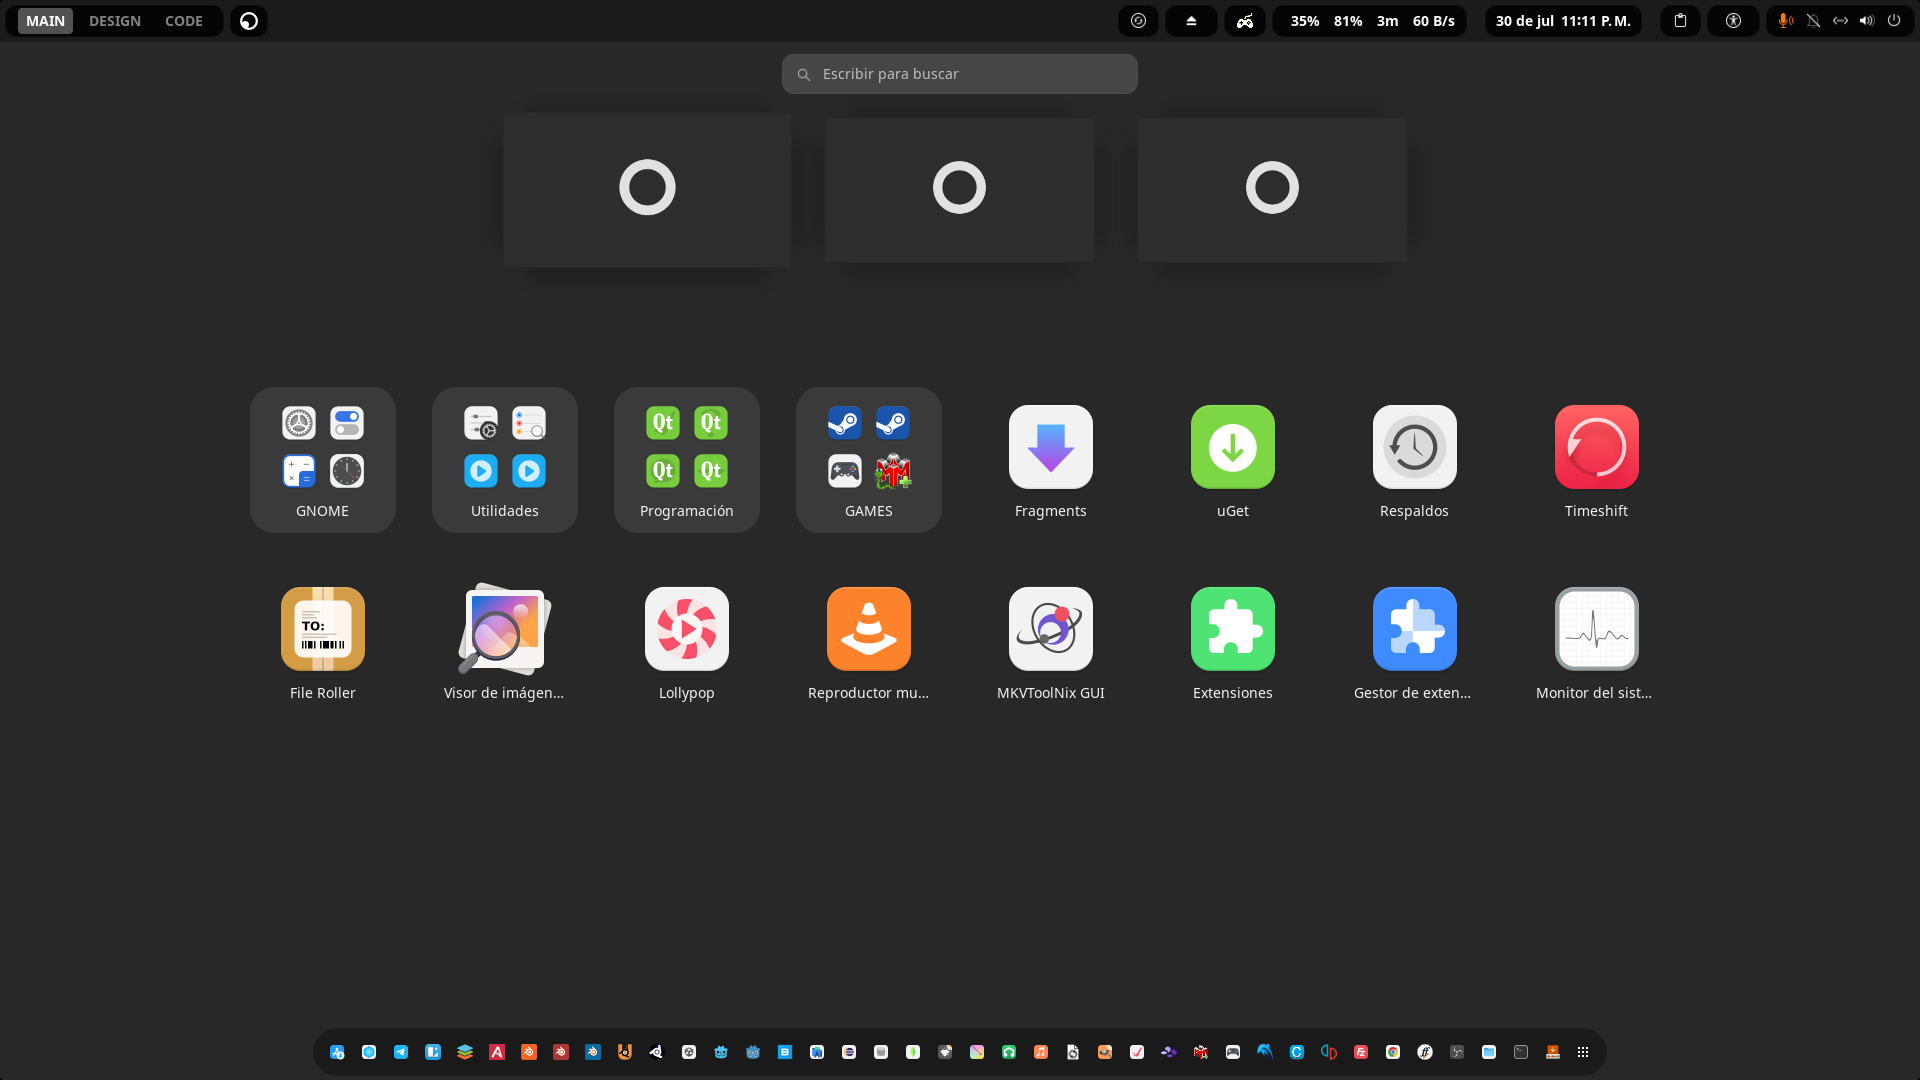 MAIN DESIGN CODE
35% 81% 3m 60 B/s
30 de jul 11:11 P. M.
Escribir para buscar
Qt Qt
Qt Qt
GNOME Utilidades Programación GAMES Fragments uGet Respaldos Timeshift
TO:
File Roller Visor de imágen... Lollypop Reproductor mu... MKVToolNix GUI Extensiones Gestor de exten... Monitor del sist...